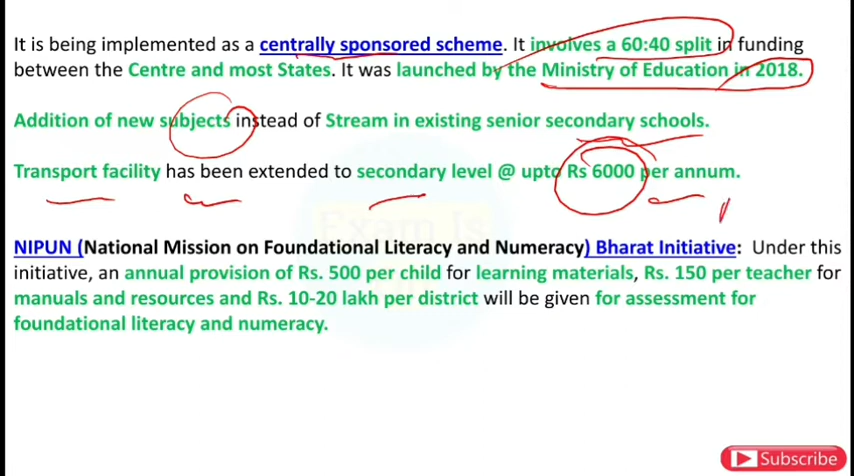 It is being implemented as a centrally sponsored scheme. It involves a 60:40 split in funding
between the Centre and most States. It was launched by the Ministry of Education in 2018.
Addition of new subjects instead of Stream in existing senior secondary schools.
Transport facility has been extended to secondary level @ upto Rs 6000 per annum.
NIPUN (National Mission on Foundational Literacy and Numeracy) Bharat Initiative: Under this
initiative, an annual provision of Rs. 500 per child for learning materials, Rs. 150 per teacher for
manuals and resources and Rs. 10-20 lakh per district will be given for assessment for
foundational literacy and numeracy.
Subscribe